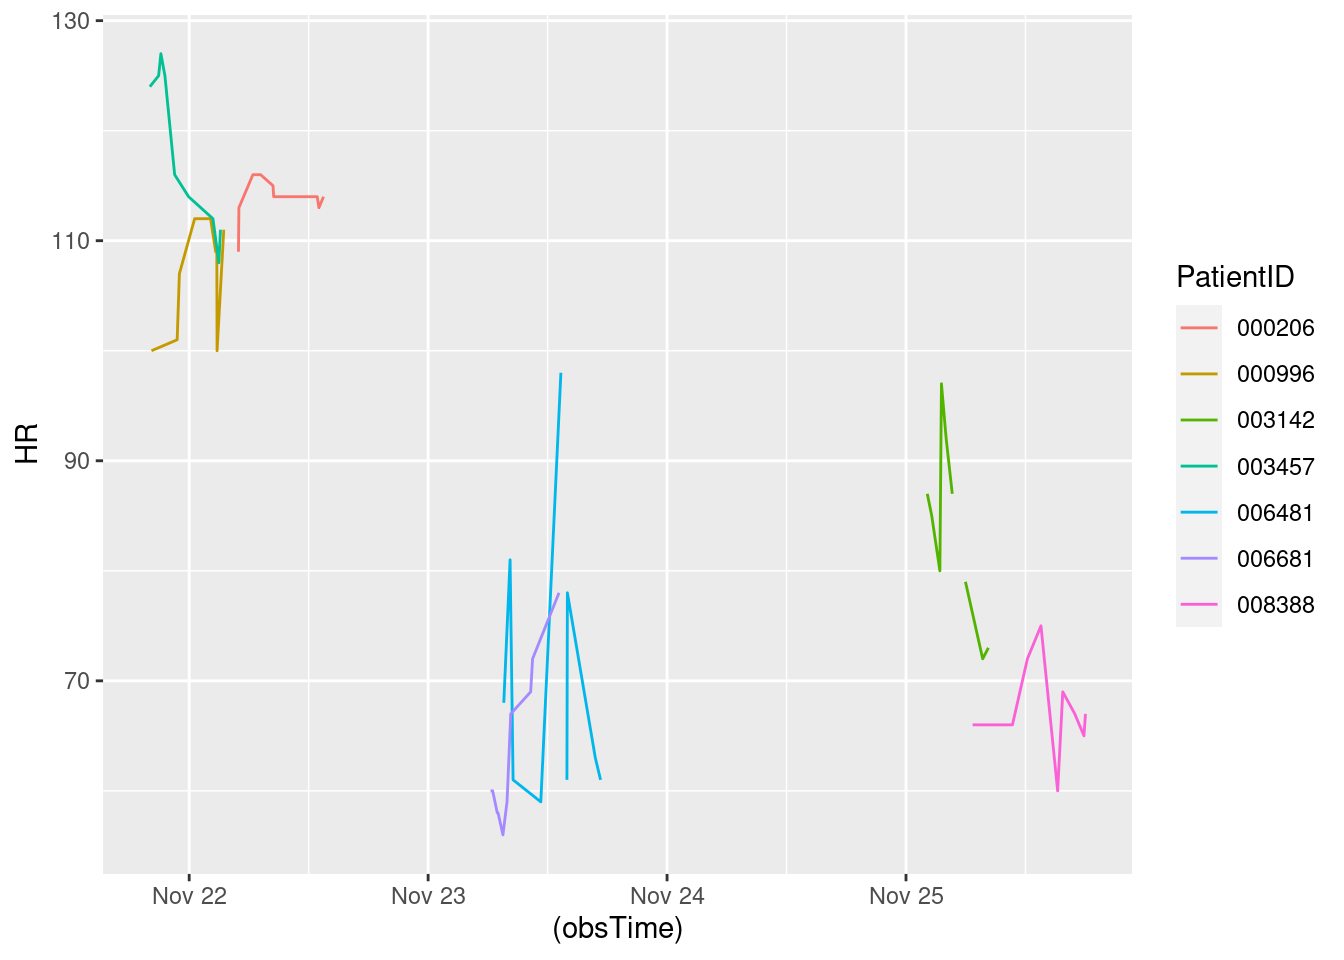 130
110
90
70
HR
Nov 22
Nov 23
Nov 24
Nov 25
(obsTime)
PatientID
000206
000996
003142
003457
006481
006681
008388